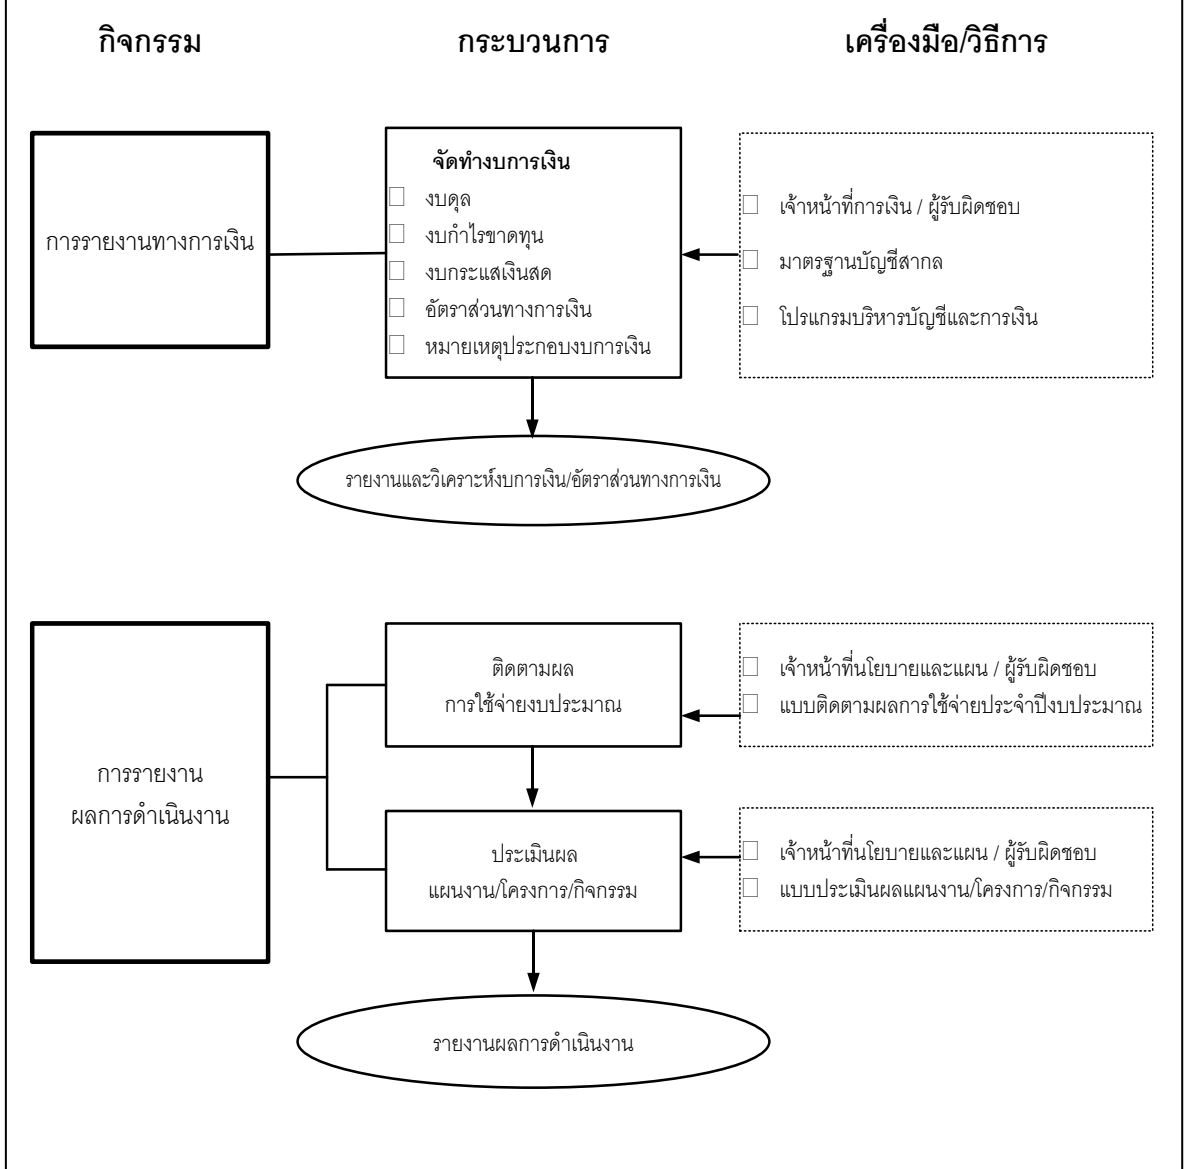 กิจกรรม
กระบวนการ
เครื่องมือ/วิธีการ
การรายงานทางการเงิน
จัดทำงบการเงิน
งบดุล
งบกำไรขาดทุน
งบกระแสเงินสด
อัตราส่วนทางการเงิน
หมายเหตุประกอบงบการเงิน
เจ้าหน้าที่การเงิน / ผู้รับผิดชอบ
มาตรฐานบัญชีสากล
โปรแกรมบริหารบัญชีและการเงิน
รายงานและวิเคราะห์งบการเงิน/อัตราส่วนทางการเงิน
การรายงาน
ผลการดำเนินงาน
ติดตามผล
การใช้จ่ายงบประมาณ
เจ้าหน้าที่นโยบายและแผน / ผู้รับผิดชอบ
แบบติดตามผลการใช้จ่ายประจำปีงบประมาณ
ประเมินผล
แผนงาน/โครงการ/กิจกรรม
เจ้าหน้าที่นโยบายและแผน / ผู้รับผิดชอบ
แบบประเมินผลแผนงาน/โครงการ/กิจกรรม
รายงานผลการดำเนินงาน